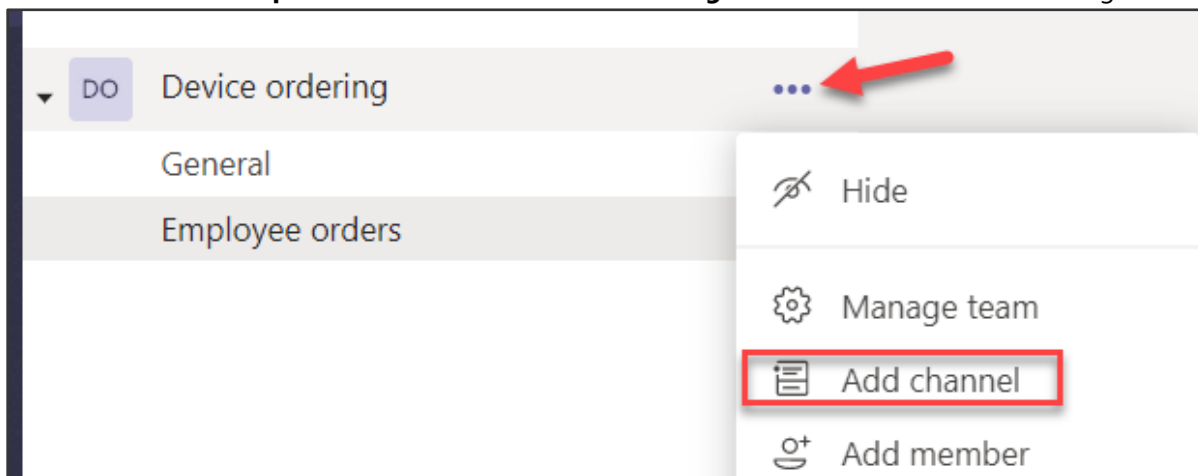 DO Device ordering
General
Employee orders
Hide
Manage team
Add channel
Add member